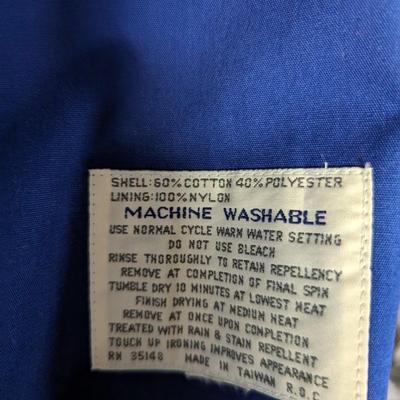 SHELL: 60% COTTON 40% POLYESTER
LINING: 100% NYLON
MACHINE WASHABLE
USE NORMAL CYCLE WARM WATER SETTING
DO NOT USE BLEACH
RINSE THOROUGHLY TO RETAIN REPELLENCY
REMOVE AT COMPLETION OF FINAL SPIN
TUMBLE DRY 10 MINUTES AT LOWEST HEAT
FINISH DRYING AT MEDIUM HEAT
REMOVE AT ONCE UPON COMPLETION
TREATED WITH RAIN & STAIN REPELLENT
TOUCH UP IRONING IMPROVES APPEARANCE
RN 35148 MADE IN TAIWAN R.O.C